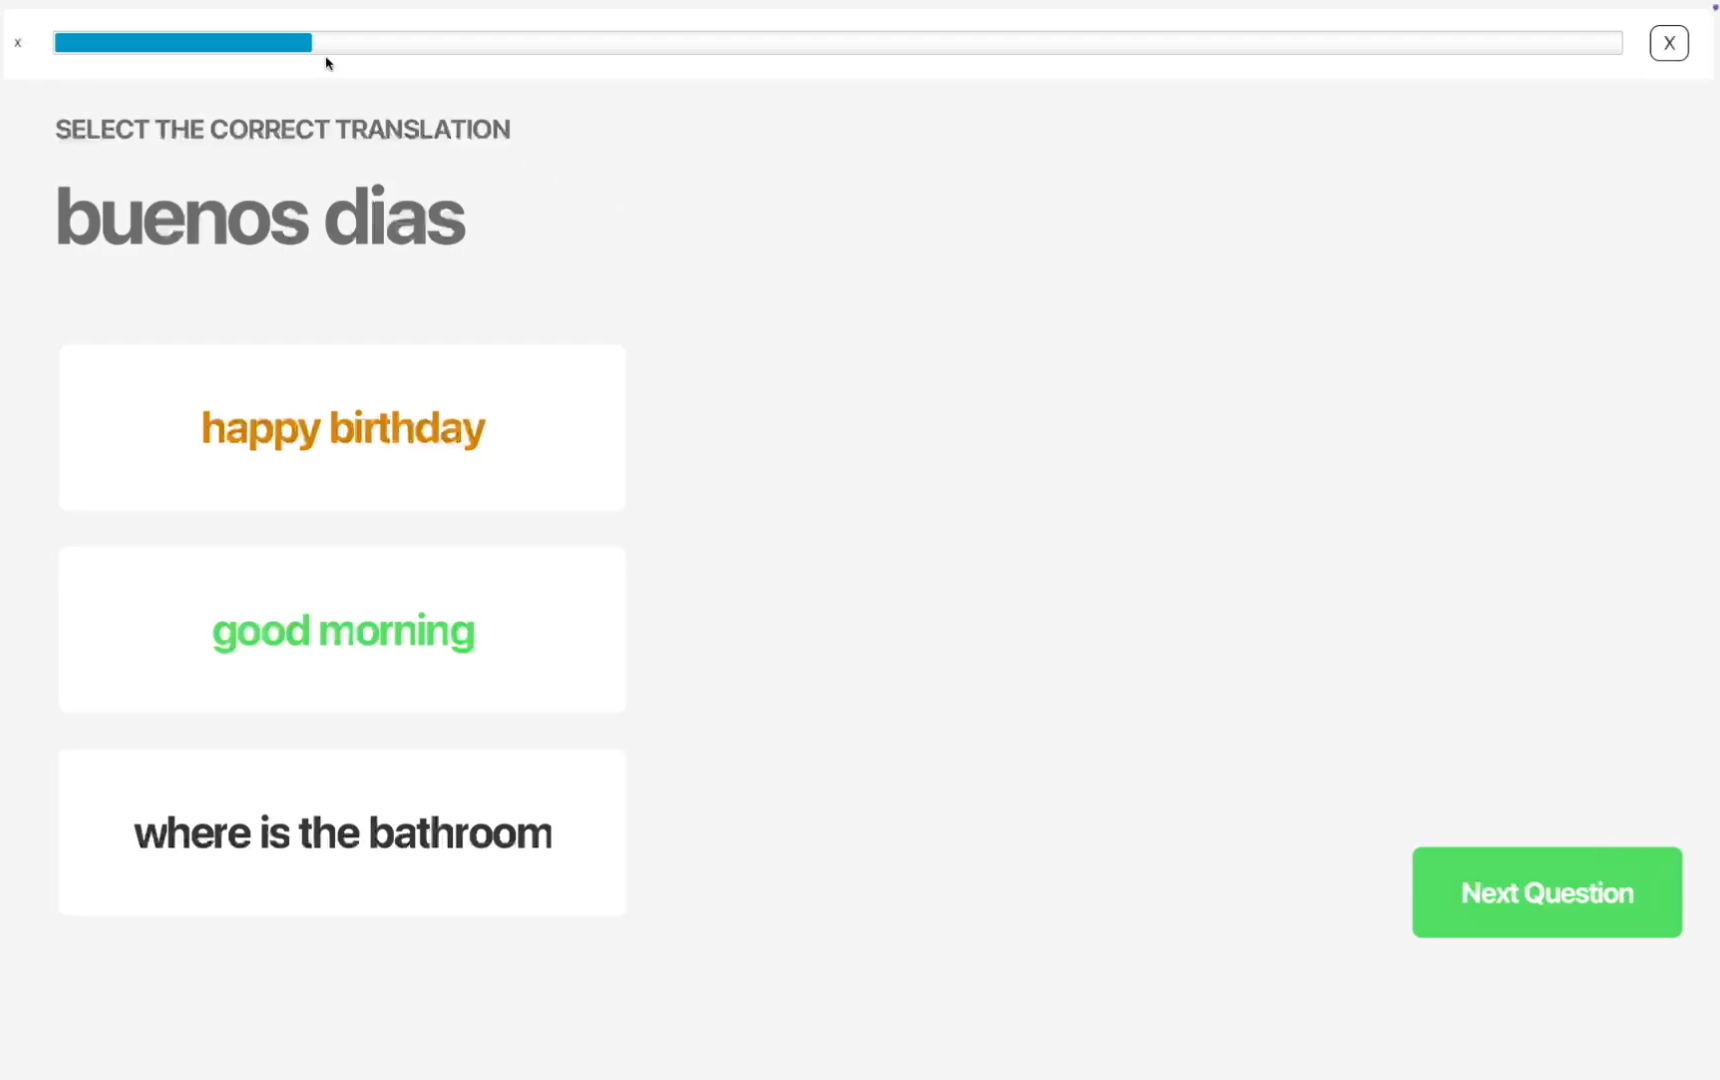 x
X
SELECT THE CORRECT TRANSLATION
buenos dias
happy birthday
good morning
where is the bathroom
Next Question